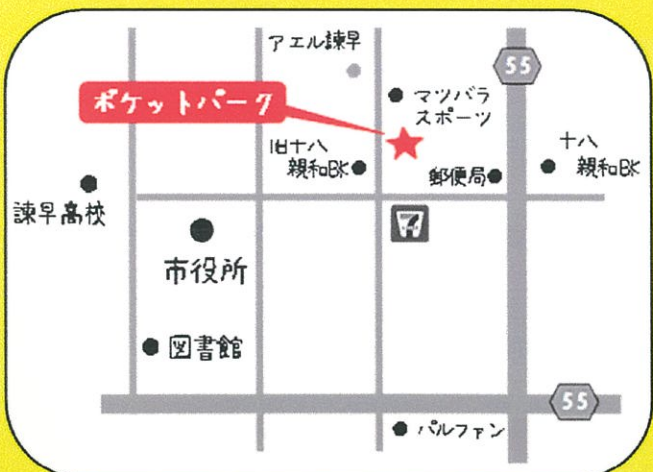 アエル諫早
55
ポケットパーク
マツバラ
スポーツ
旧十八
親和BK
郵便局
十八
親和BK
諫早高校
7
市役所
図書館
55
パルファン